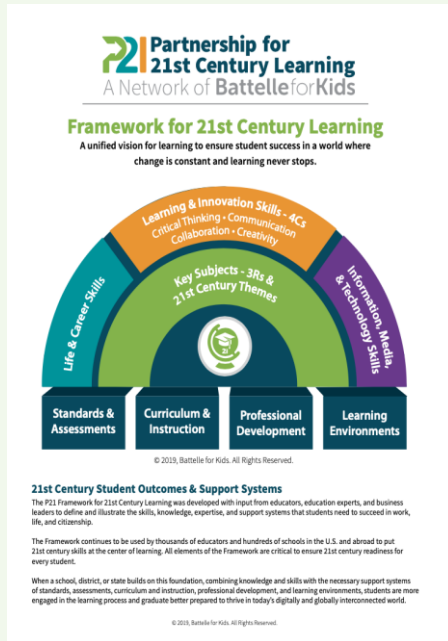 P21 Partnership for
21st Century Learning
A Network of BattelleforKids
Framework for 21st Century Learning
A unified vision for learning to ensure student success in a world where
change is constant and learning never stops.
Learning & Innovation Skills - 4Cs
Critical Thinking • Communication
Collaboration • Creativity
Life & Career Skills
Key Subjects - 3Rs &
21st Century Themes
Information, Media,
& Technology Skills
Standards &
Assessments
Curriculum &
Instruction
Professional
Development
Learning
Environments
© 2019, Battelle for Kids. All Rights Reserved.
21st Century Student Outcomes & Support Systems
The P21 Framework for 21st Century Learning was developed with input from educators, education experts, and business
leaders to define and illustrate the skills, knowledge, expertise, and support systems that students need to succeed in work,
life, and citizenship.
The Framework continues to be used by thousands of educators and hundreds of schools in the U.S. and abroad to put
21st century skills at the center of learning. All elements of the Framework are critical to ensure 21st century readiness for
every student.
When a school, district, or state builds on this foundation, combining knowledge and skills with the necessary support systems
of standards, assessments, curriculum and instruction, professional development, and learning environments, students are more
engaged in the learning process and graduate better prepared to thrive in today's digitally and globally interconnected world.
© 2019, Battelle for Kids. All Rights Reserved.